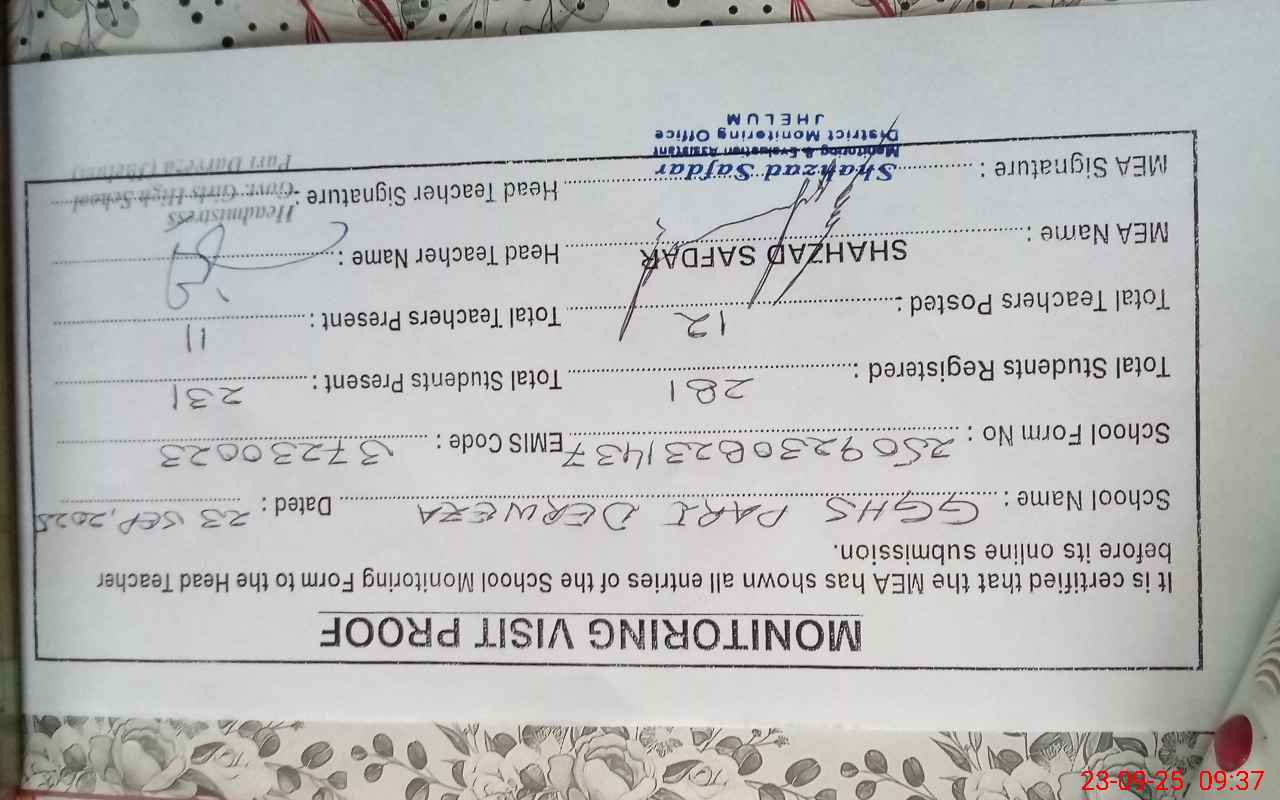 MONITORING VISIT PROOF
It is certified that the MEA has shown all entries of the School Monitoring Form to the Head Teacher
before its online submission.
School Name : GGHS PARI DERWEZA Dated : 23 SEP, 2025
School Form No : 25092308231437 EMIS Code : 37230023
Total Students Registered : 281 Total Students Present : 231
Total Teachers Posted : 12 Total Teachers Present : 11
MEA Name : SHAHZAD SAFDAR Head Teacher Name :
MEA Signature : Head Teacher Signature :
Shahzad Safdar
Monitoring & Evaluation Assistant
District Monitoring Office
JHELUM
Headmistress
Govt. Girls High School
Pari Darveza (Jhelum)
23-09-25, 09:37